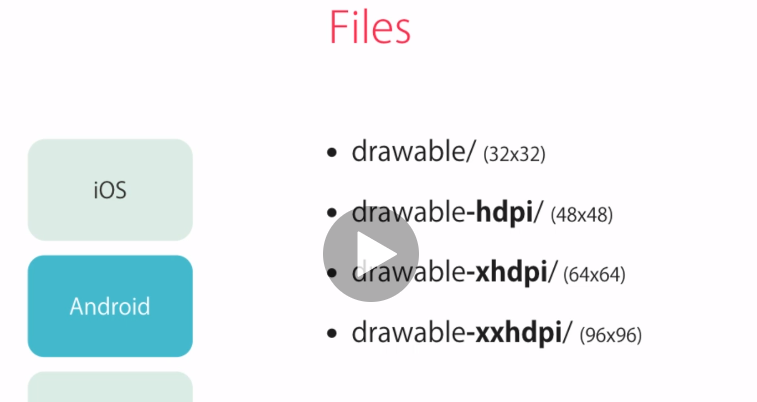 Files
iOS
Android
• drawable/ (32x32)
• drawable-hdpi/ (48x48)
• drawable-xhdpi/ (64x64)
• drawable-xxhdpi/ (96x96)